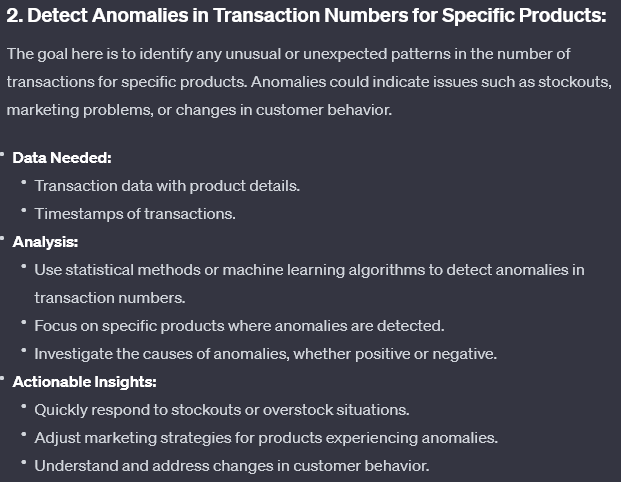 2. Detect Anomalies in Transaction Numbers for Specific Products:
The goal here is to identify any unusual or unexpected patterns in the number of
transactions for specific products. Anomalies could indicate issues such as stockouts,
marketing problems, or changes in customer behavior.
• Data Needed:
• Transaction data with product details.
• Timestamps of transactions.
• Analysis:
• Use statistical methods or machine learning algorithms to detect anomalies in
transaction numbers.
• Focus on specific products where anomalies are detected.
• Investigate the causes of anomalies, whether positive or negative.
• Actionable Insights:
• Quickly respond to stockouts or overstock situations.
• Adjust marketing strategies for products experiencing anomalies.
• Understand and address changes in customer behavior.